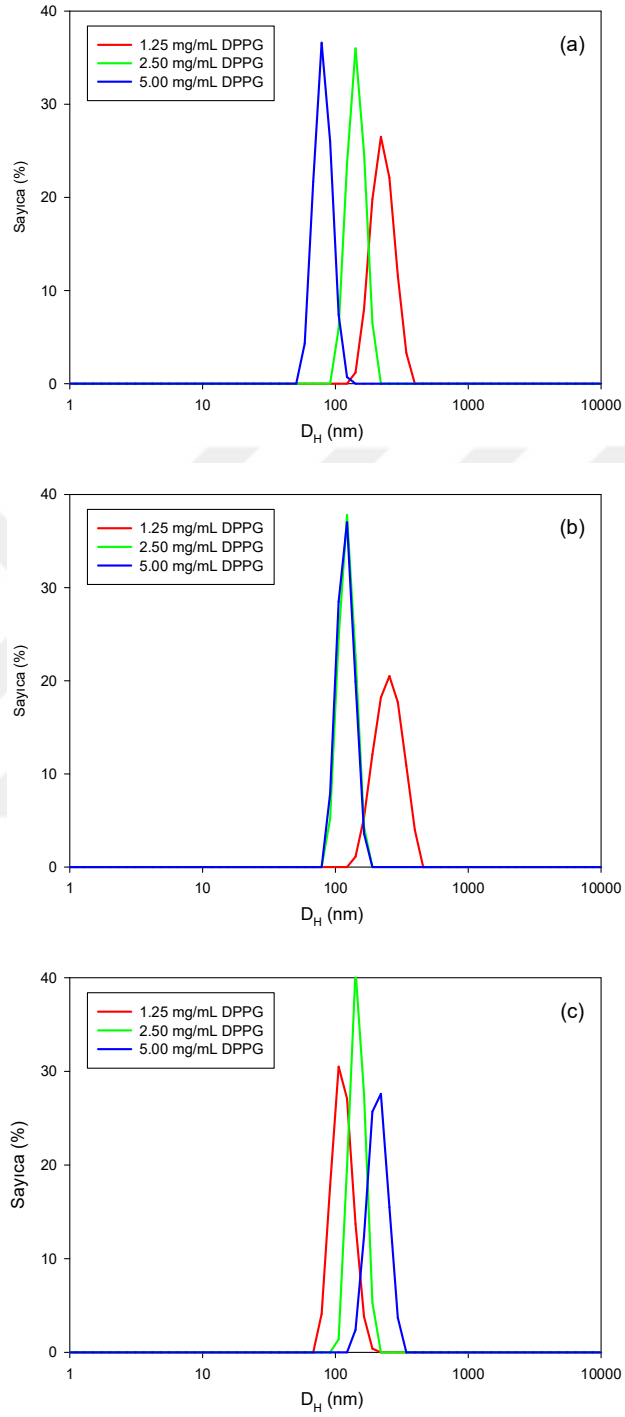 40
30
20
10
0
Sayıca (%)
1.25 mg/mL DPPG
2.50 mg/mL DPPG
5.00 mg/mL DPPG
(a)
1 10 100 1000 10000
D_H (nm)
40
30
20
10
0
Sayıca (%)
1.25 mg/mL DPPG
2.50 mg/mL DPPG
5.00 mg/mL DPPG
(b)
1 10 100 1000 10000
D_H (nm)
40
30
20
10
0
Sayıca (%)
1.25 mg/mL DPPG
2.50 mg/mL DPPG
5.00 mg/mL DPPG
(c)
1 10 100 1000 10000
D_H (nm)